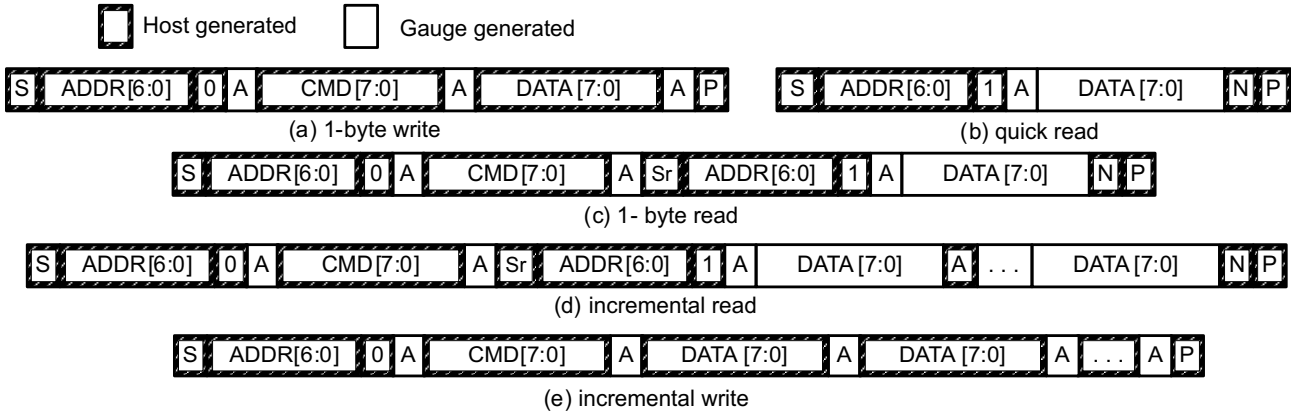 Host generated Gauge generated
S ADDR[6:0] 0 A CMD[7:0] A DATA[7:0] A P
(a) 1-byte write
S ADDR[6:0] 1 A DATA[7:0] N P
(b) quick read
S ADDR[6:0] 0 A CMD[7:0] A Sr ADDR[6:0] 1 A DATA[7:0] N P
(c) 1- byte read
S ADDR[6:0] 0 A CMD[7:0] A Sr ADDR[6:0] 1 A DATA[7:0] A . . . DATA[7:0] N P
(d) incremental read
S ADDR[6:0] 0 A CMD[7:0] A DATA[7:0] A DATA[7:0] A . . . A P
(e) incremental write